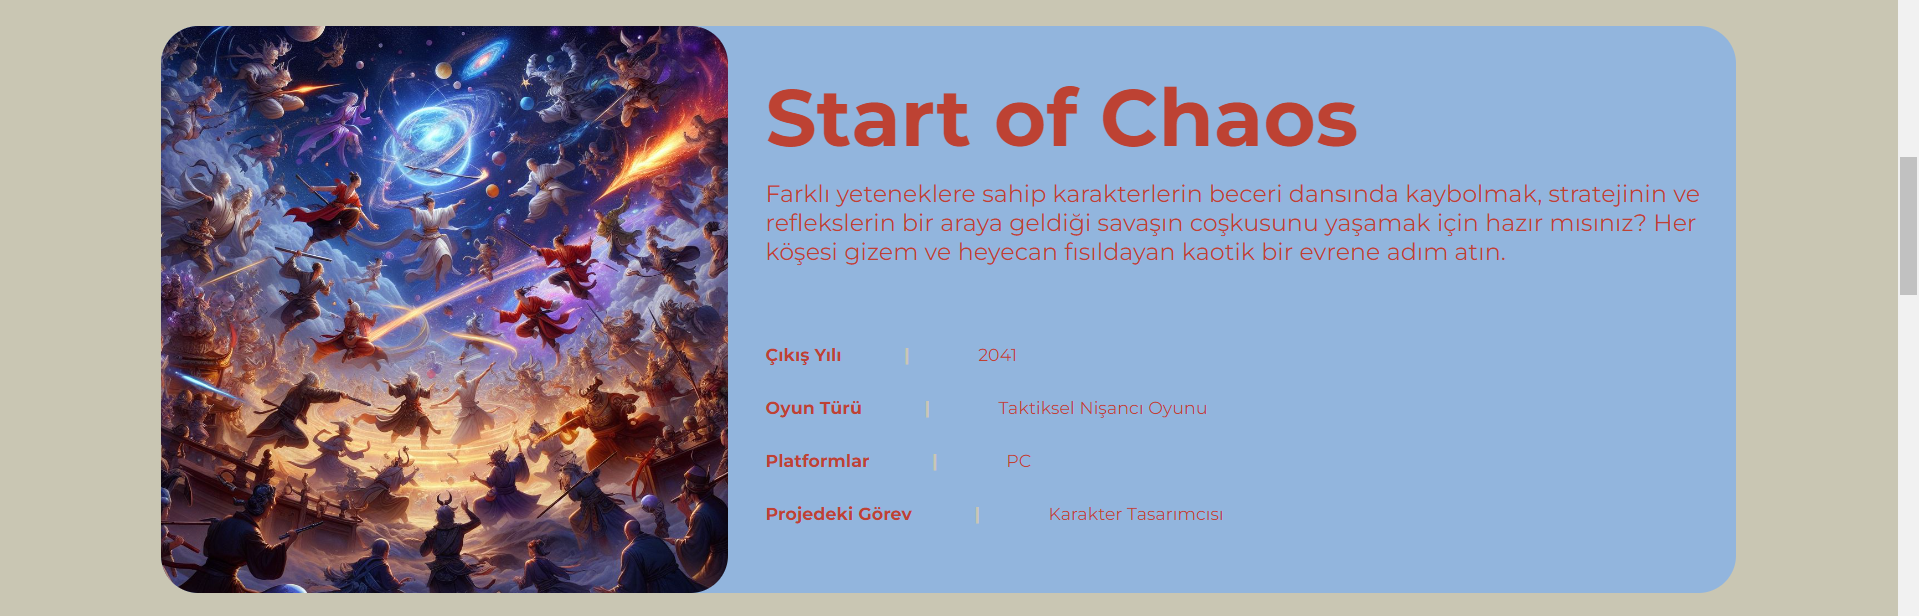 Start of Chaos
Farklı yeteneklere sahip karakterlerin beceri dansında kaybolmak, stratejinin ve
reflekslerin bir araya geldiği savaşın coşkusunu yaşamak için hazır mısınız? Her
köşesi gizem ve heyecan fısıldayan kaotik bir evrene adım atın.
Çıkış Yılı | 2041
Oyun Türü | Taktiksel Nişancı Oyunu
Platformlar | PC
Projedeki Görev | Karakter Tasarımcısı